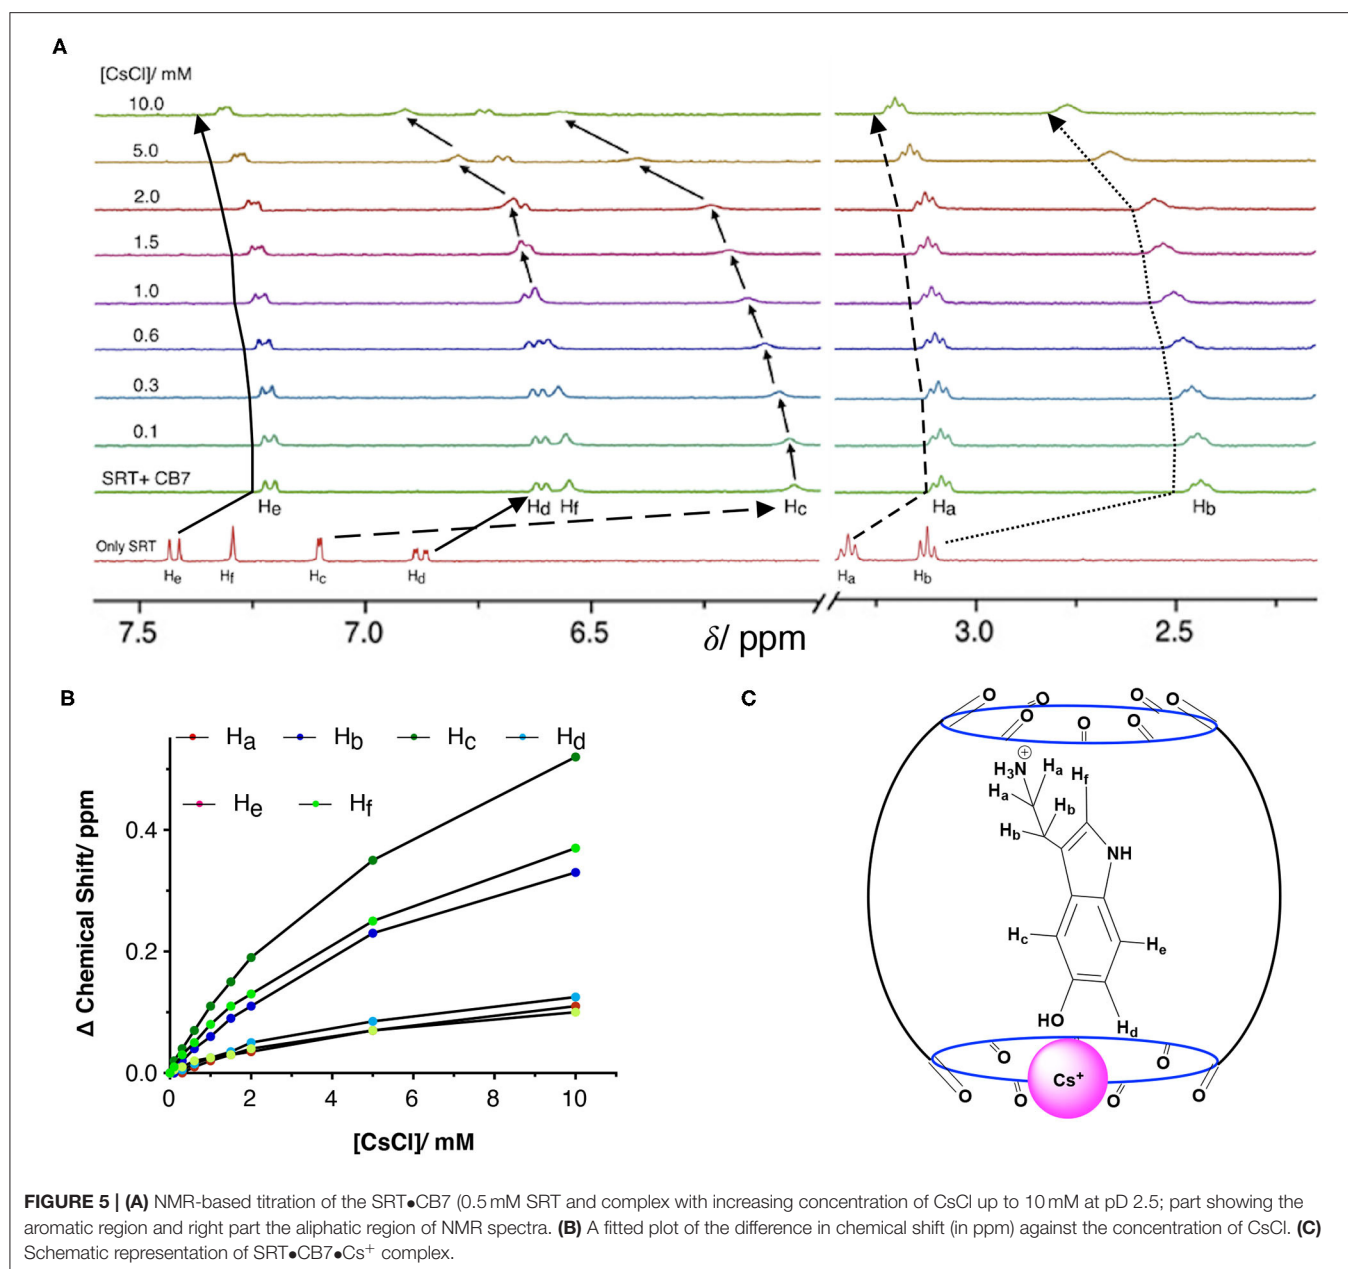 A
[CsCl]/ mM
10.0
5.0
2.0
1.5
1.0
0.6
0.3
0.1
SRT+ CB7
He Hd Hf Hc Ha Hb
Only SRT
He Hf Hc Hd Ha Hb
7.5 7.0 6.5 δ/ ppm 3.0 2.5
B
Ha Hb Hc Hd
He Hf
Δ Chemical Shift/ ppm
0.4
0.2
0.0
0 2 4 6 8 10
[CsCl]/ mM
C
O O O O
O O O
⊕
H3N Ha Hf
Ha
Hb
Hb
NH
Hc
He
HO
Hd
O O O
Cs+
O O O O
FIGURE 5 | (A) NMR-based titration of the SRT●CB7 (0.5 mM SRT and complex with increasing concentration of CsCl up to 10 mM at pD 2.5; part showing the
aromatic region and right part the aliphatic region of NMR spectra. (B) A fitted plot of the difference in chemical shift (in ppm) against the concentration of CsCl. (C)
Schematic representation of SRT●CB7●Cs+ complex.